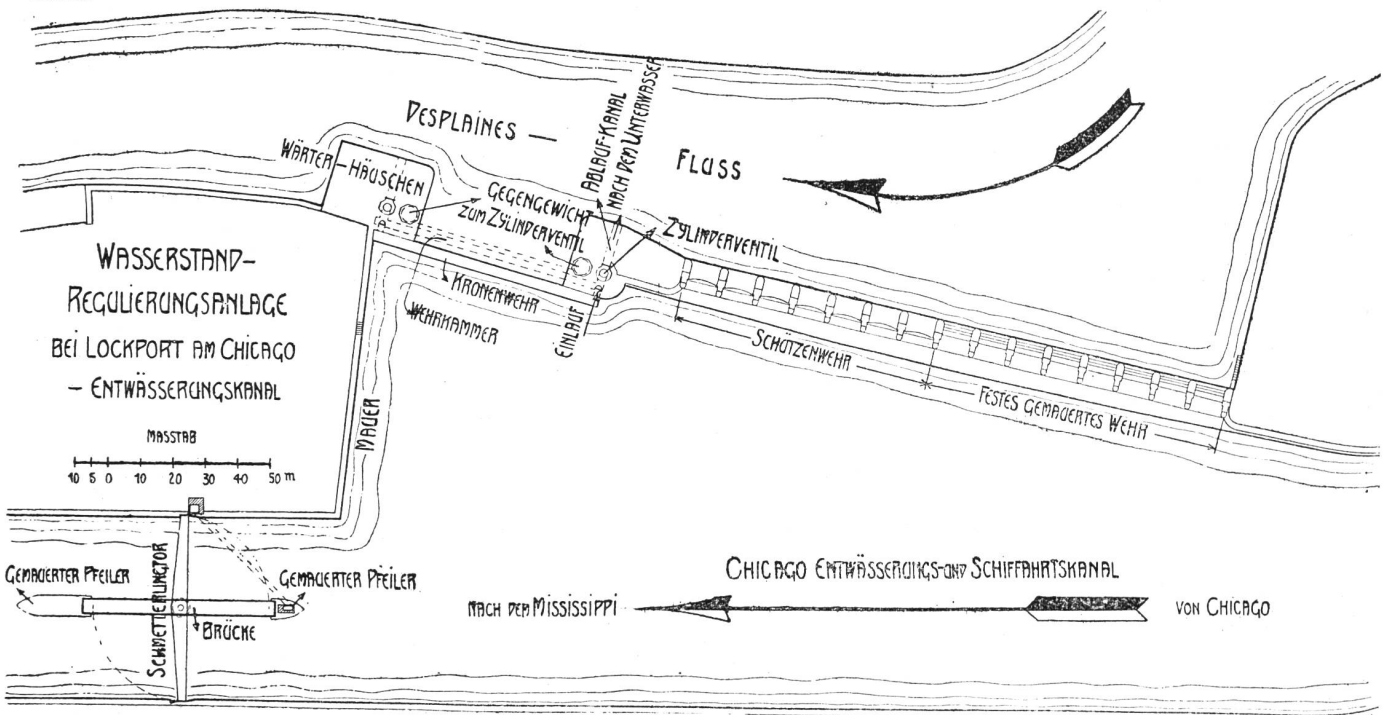 DESPLAINES —
FLUSS
ABLAUF-KANAL
NACH DEM UNTERWASSER
WÄRTER-HÄUSCHEN
GEGENGEWICHT
ZUM ZYLINDERVENTIL
ZYLINDERVENTIL
KRONENWEHR
WEHRKAMMER
EINLAUF
SCHÜTZENWEHR
FESTES GEMAUERTES WEHR
WASSERSTAND-
REGULIERUNGSANLAGE
BEI LOCKPORT AM CHICAGO
– ENTWÄSSERUNGSKANAL
MASSTAB
10 5 0 10 20 30 40 50 m
MAUER
GEMAUERTER PFEILER
SCHMETTERLINGTOR
GEMAUERTER PFEILER
BRÜCKE
CHICAGO ENTWÄSSERUNGS-UND SCHIFFAHRTSKANAL
NACH DEM MISSISSIPPI
VON CHICAGO